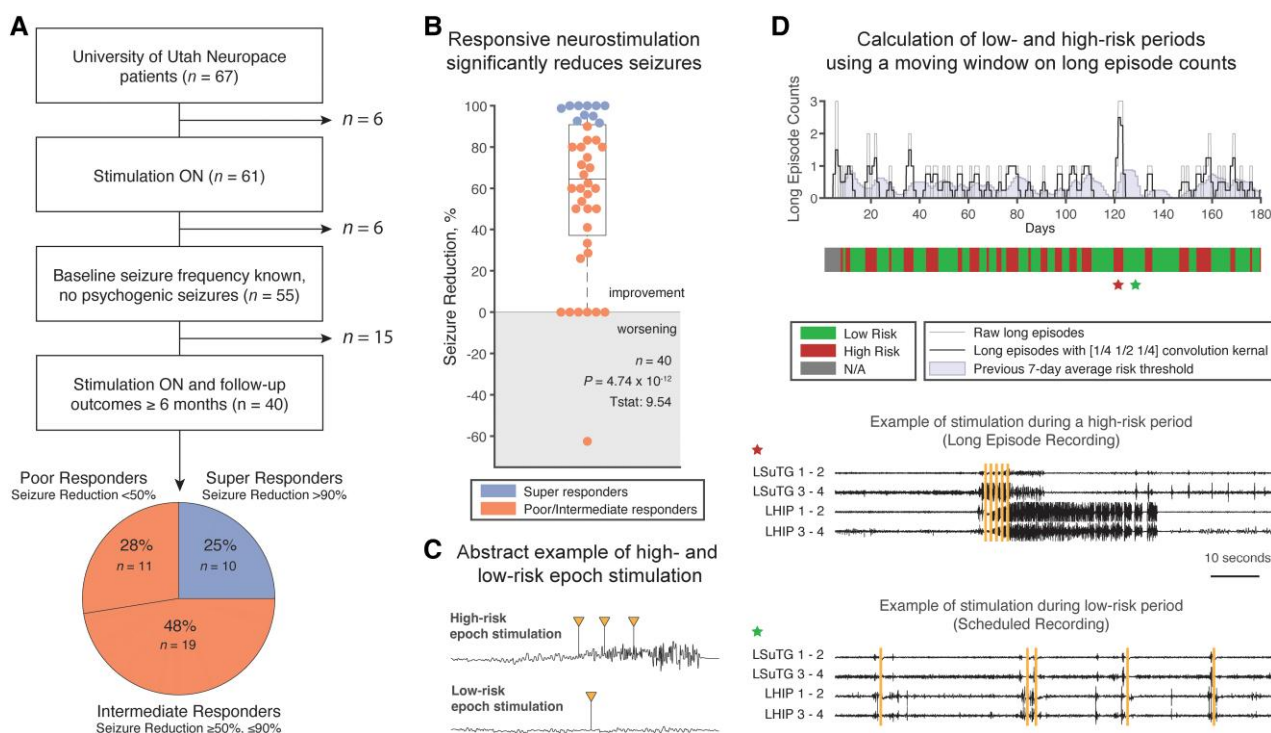 A
University of Utah Neuropace
patients (n = 67)
n = 6
Stimulation ON (n = 61)
n = 6
Baseline seizure frequency known,
no psychogenic seizures (n = 55)
n = 15
Stimulation ON and follow-up
outcomes ≥ 6 months (n = 40)
Poor Responders
Seizure Reduction <50%
Super Responders
Seizure Reduction >90%
28%
n = 11
25%
n = 10
48%
n = 19
Intermediate Responders
Seizure Reduction ≥50%, ≤90%
B
Responsive neurostimulation
significantly reduces seizures
Seizure Reduction, %
100
80
60
40
20
0
-20
-40
-60
improvement
worsening
n = 40
P = 4.74 x 10⁻¹²
Tstat: 9.54
Super responders
Poor/Intermediate responders
C
Abstract example of high- and
low-risk epoch stimulation
High-risk
epoch stimulation
Low-risk
epoch stimulation
D
Calculation of low- and high-risk periods
using a moving window on long episode counts
Long Episode Counts
3
2
1
0
20 40 60 80 100 120 140 160 180
Days
Low Risk
High Risk
N/A
Raw long episodes
Long episodes with [1/4 1/2 1/4] convolution kernal
Previous 7-day average risk threshold
Example of stimulation during a high-risk period
(Long Episode Recording)
LSuTG 1 - 2
LSuTG 3 - 4
LHIP 1 - 2
LHIP 3 - 4
10 seconds
Example of stimulation during low-risk period
(Scheduled Recording)
LSuTG 1 - 2
LSuTG 3 - 4
LHIP 1 - 2
LHIP 3 - 4